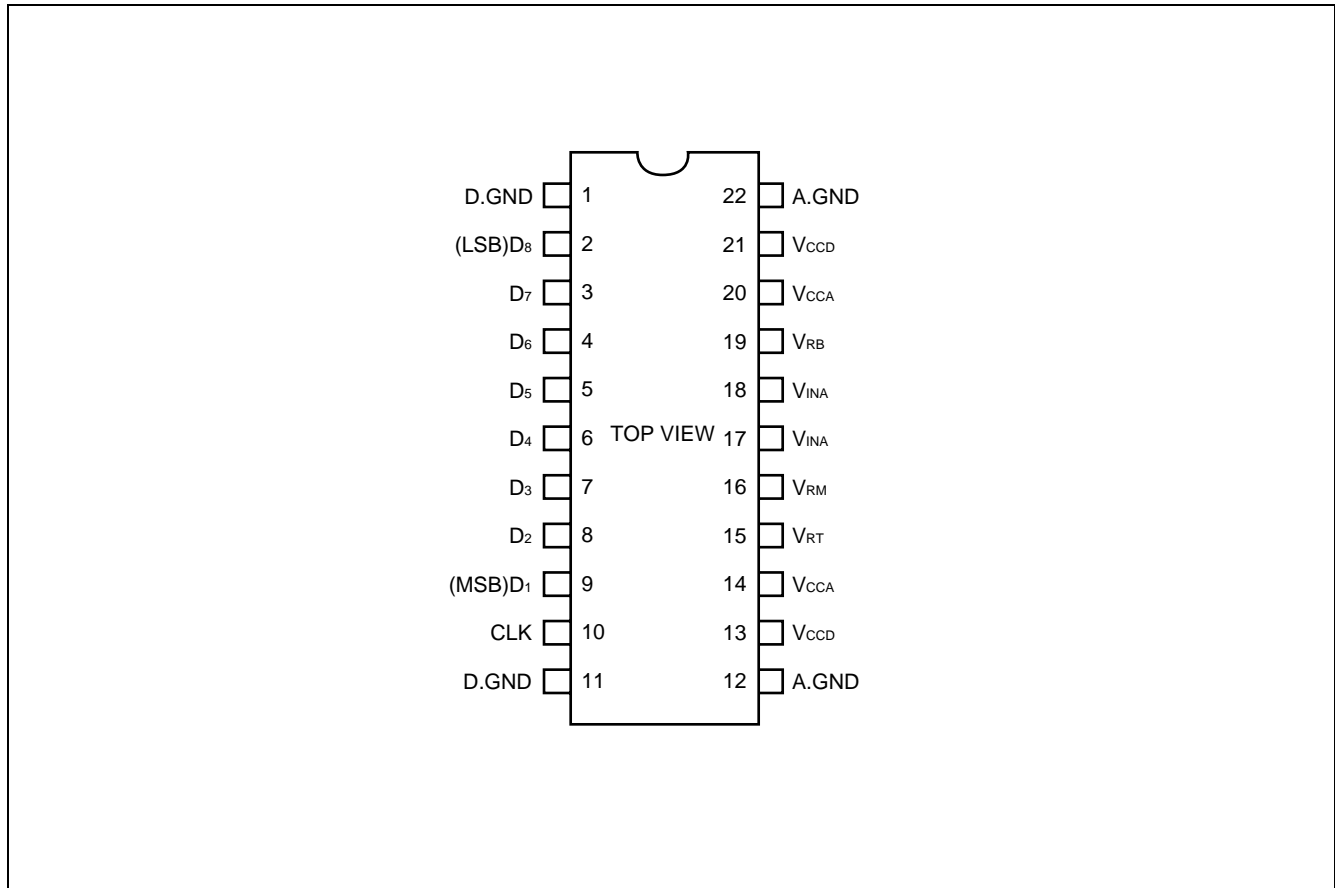 D.GND 1 22 A.GND
(LSB)D8 2 21 VCCD
D7 3 20 VCCA
D6 4 19 VRB
D5 5 18 VINA
D4 6 TOP VIEW 17 VINA
D3 7 16 VRM
D2 8 15 VRT
(MSB)D1 9 14 VCCA
CLK 10 13 VCCD
D.GND 11 12 A.GND